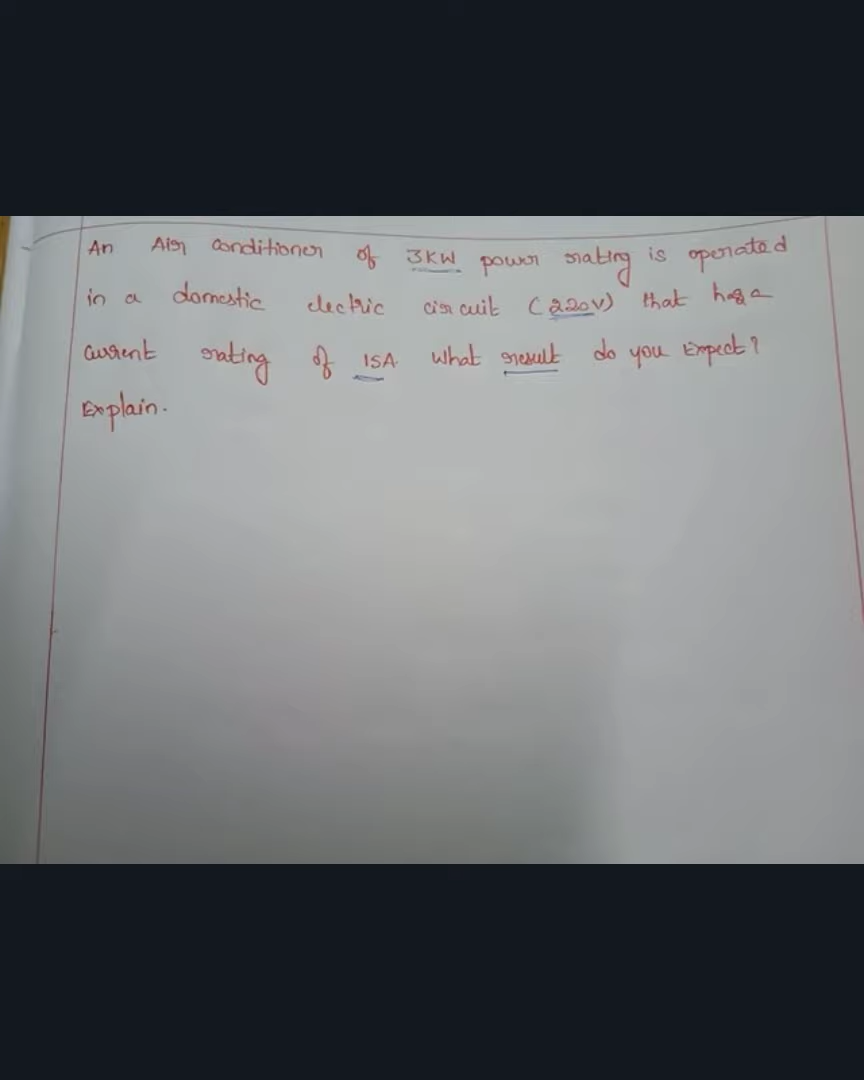 An Air conditioner of 3KW power rating is operated
in a domestic electric circuit (220V) that has a
current rating of 15A what result do you Expect?
Explain.